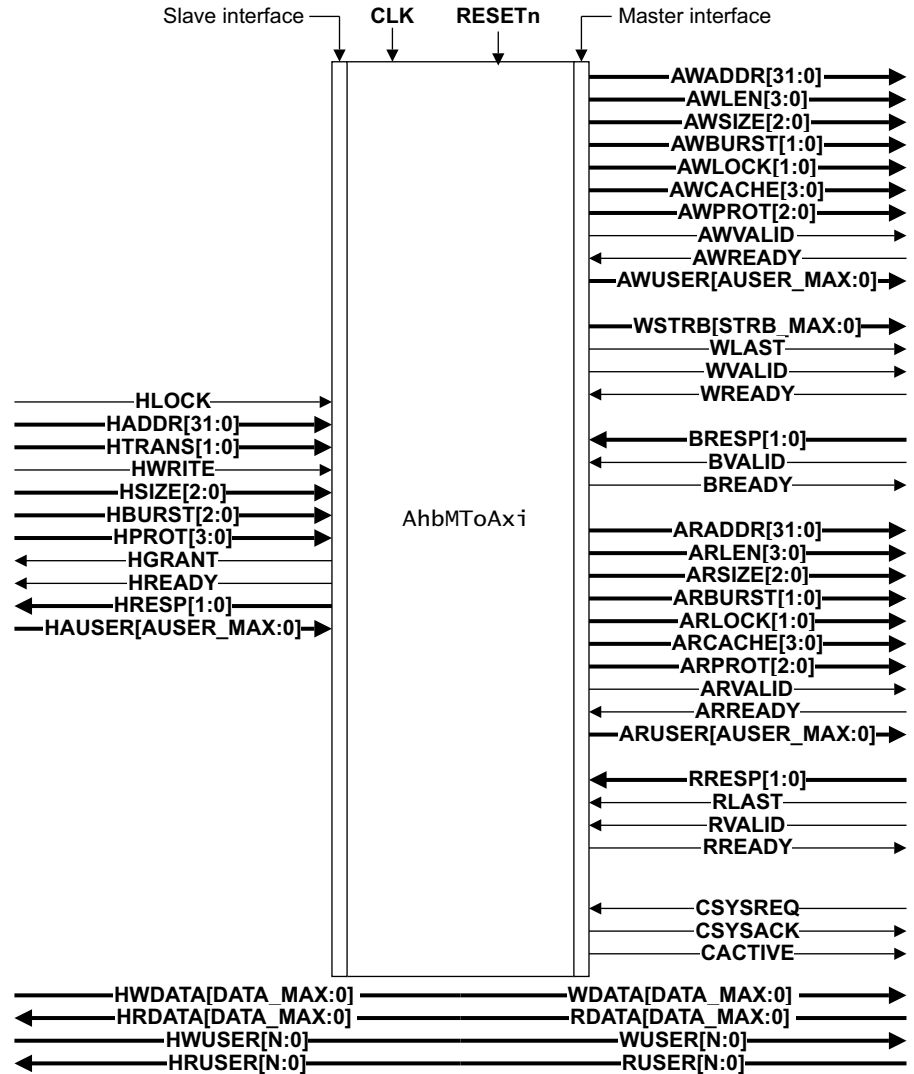 Slave interface CLK RESETn Master interface
AWADDR[31:0]
AWLEN[3:0]
AWSIZE[2:0]
AWBURST[1:0]
AWLOCK[1:0]
AWCACHE[3:0]
AWPROT[2:0]
AWVALID
AWREADY
AWUSER[AUSER_MAX:0]
WSTRB[STRB_MAX:0]
WLAST
WVALID
WREADY
HLOCK
HADDR[31:0]
HTRANS[1:0]
HWRITE
HSIZE[2:0]
HBURST[2:0]
HPROT[3:0]
HGRANT
HREADY
HRESP[1:0]
HAUSER[AUSER_MAX:0]
AhbMToAxi
BRESP[1:0]
BVALID
BREADY
ARADDR[31:0]
ARLEN[3:0]
ARSIZE[2:0]
ARBURST[1:0]
ARLOCK[1:0]
ARCACHE[3:0]
ARPROT[2:0]
ARVALID
ARREADY
ARUSER[AUSER_MAX:0]
RRESP[1:0]
RLAST
RVALID
RREADY
CSYSREQ
CSYSACK
CACTIVE
HWDATA[DATA_MAX:0] WDATA[DATA_MAX:0]
HRDATA[DATA_MAX:0] RDATA[DATA_MAX:0]
HWUSER[N:0] WUSER[N:0]
HRUSER[N:0] RUSER[N:0]